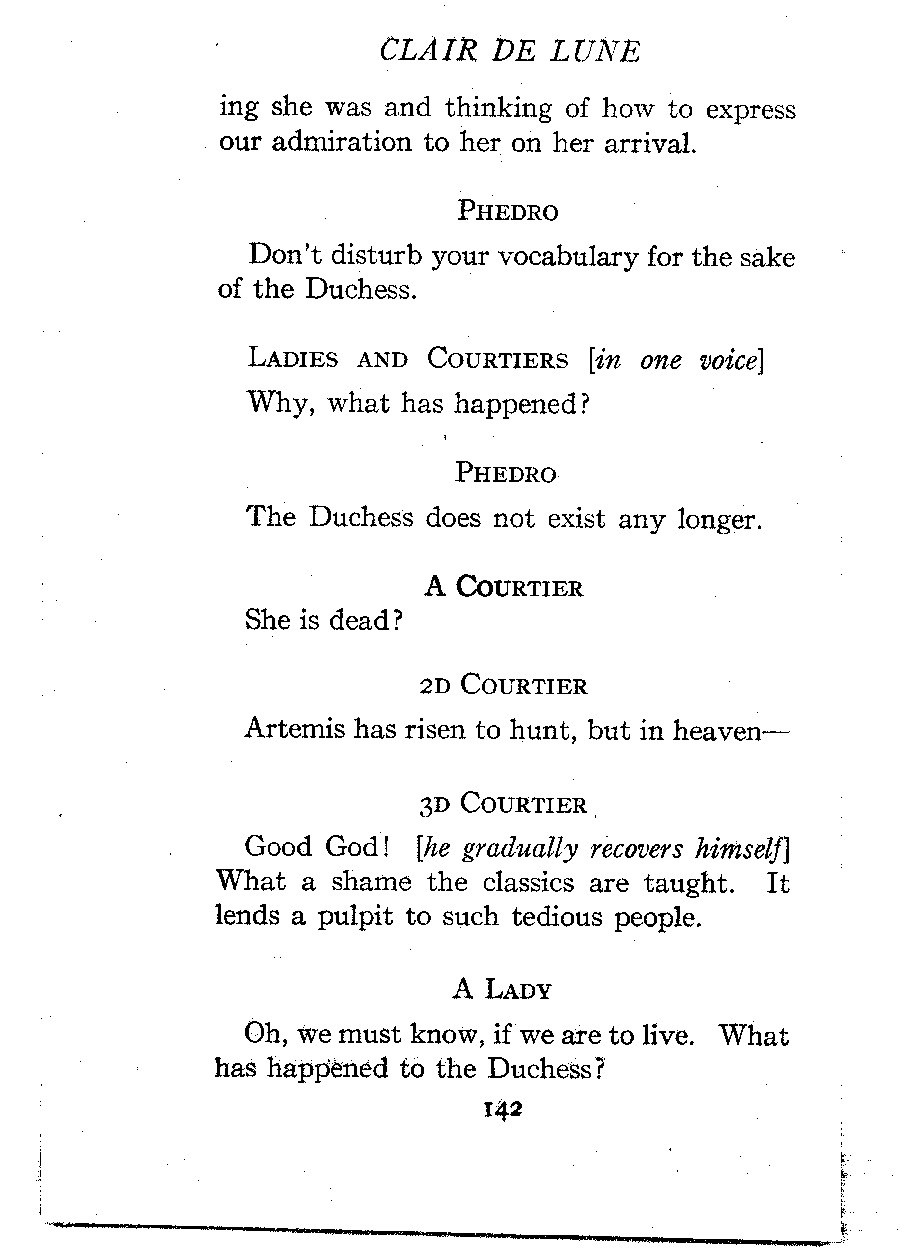 CLAIR DE LUNE
ing she was and thinking of how to express
our admiration to her on her arrival.
PHEDRO
Don't disturb your vocabulary for the sake
of the Duchess.
LADIES AND COURTIERS [in one voice]
Why, what has happened?
PHEDRO
The Duchess does not exist any longer.
A COURTIER
She is dead?
2D COURTIER
Artemis has risen to hunt, but in heaven—
3D COURTIER
Good God! [he gradually recovers himself]
What a shame the classics are taught. It
lends a pulpit to such tedious people.
A LADY
Oh, we must know, if we are to live. What
has happened to the Duchess?
142